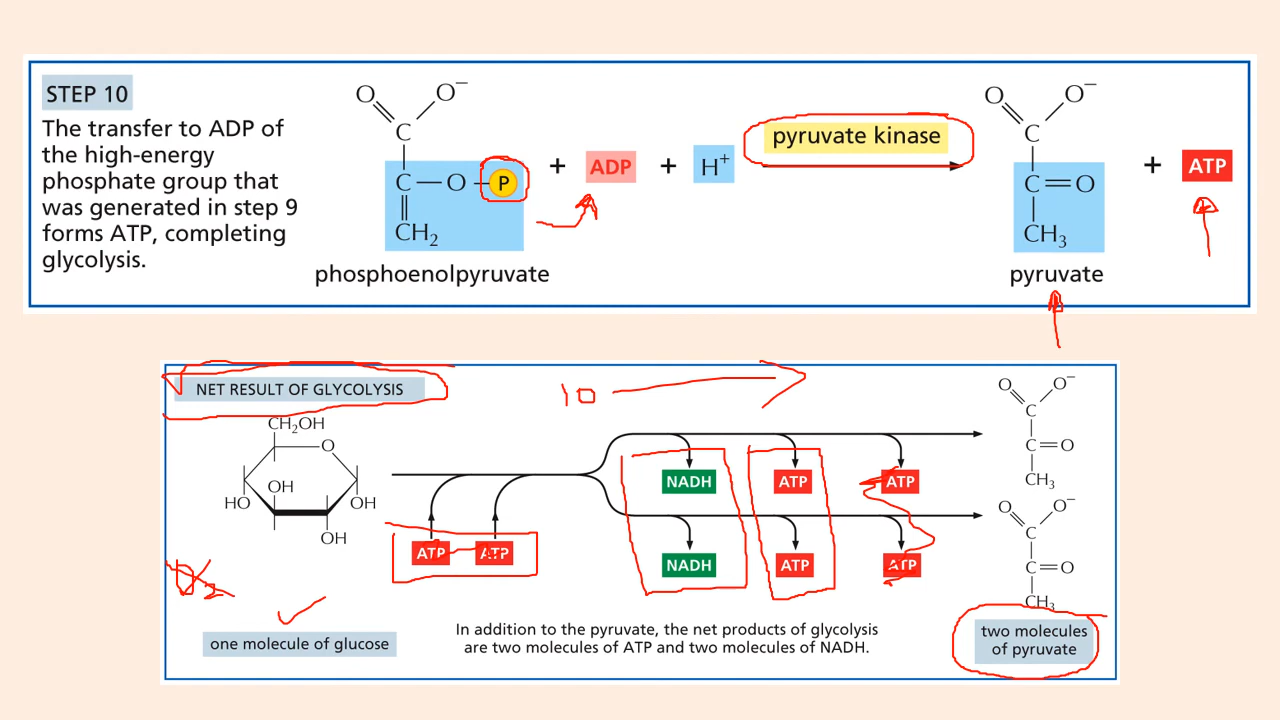 STEP 10
The transfer to ADP of
the high-energy
phosphate group that
was generated in step 9
forms ATP, completing
glycolysis.
O O⁻
C
C — O — P + ADP + H⁺ pyruvate kinase
CH₂
phosphoenolpyruvate
O O⁻
C
C = O + ATP
CH₃
pyruvate
NET RESULT OF GLYCOLYSIS
10
CH₂OH
O
OH
HO OH
OH
O₂
one molecule of glucose
ATP ATP
NADH ATP ATP
NADH ATP ATP
O O⁻
C
C=O
CH₃
O O⁻
C
C=O
CH₃
In addition to the pyruvate, the net products of glycolysis
are two molecules of ATP and two molecules of NADH.
two molecules
of pyruvate